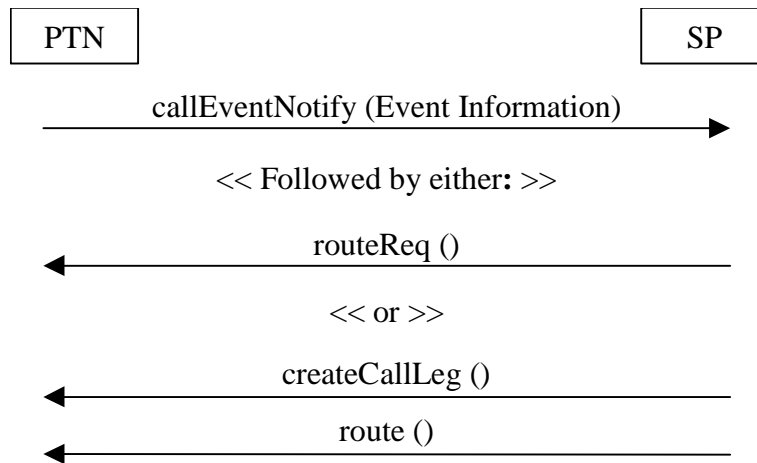 PTN SP
callEventNotify (Event Information)
<< Followed by either: >>
routeReq ()
<< or >>
createCallLeg ()
route ()